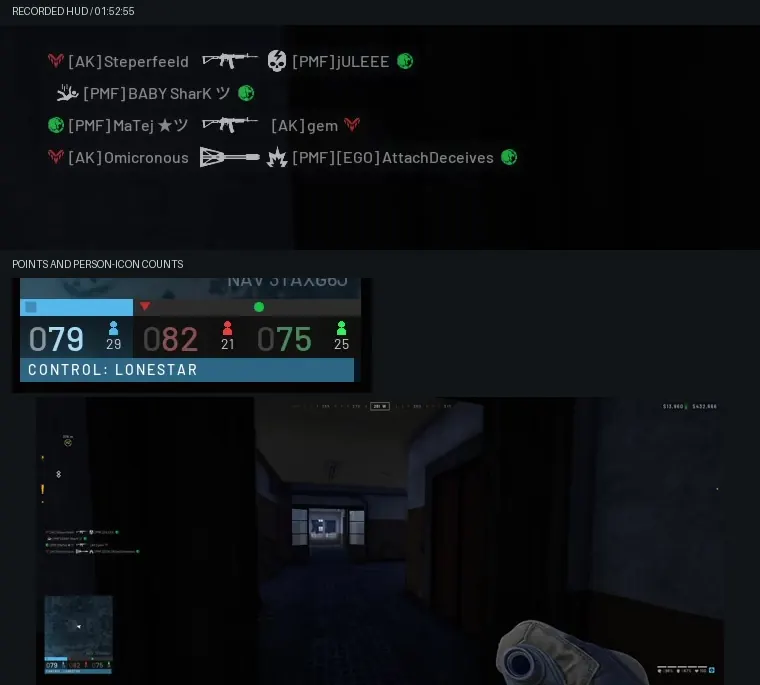 RECORDED HUD / 01:52:55
[AK]Steperfeeld [PMF]jULEEE
[PMF]BABY SharK ツ
[PMF]MaTej ★ツ [AK]gem
[AK]Omicronous [PMF][EGO]AttachDeceives
POINTS AND PERSON-ICON COUNTS
079 29 082 21 075 25
CONTROL: LONESTAR